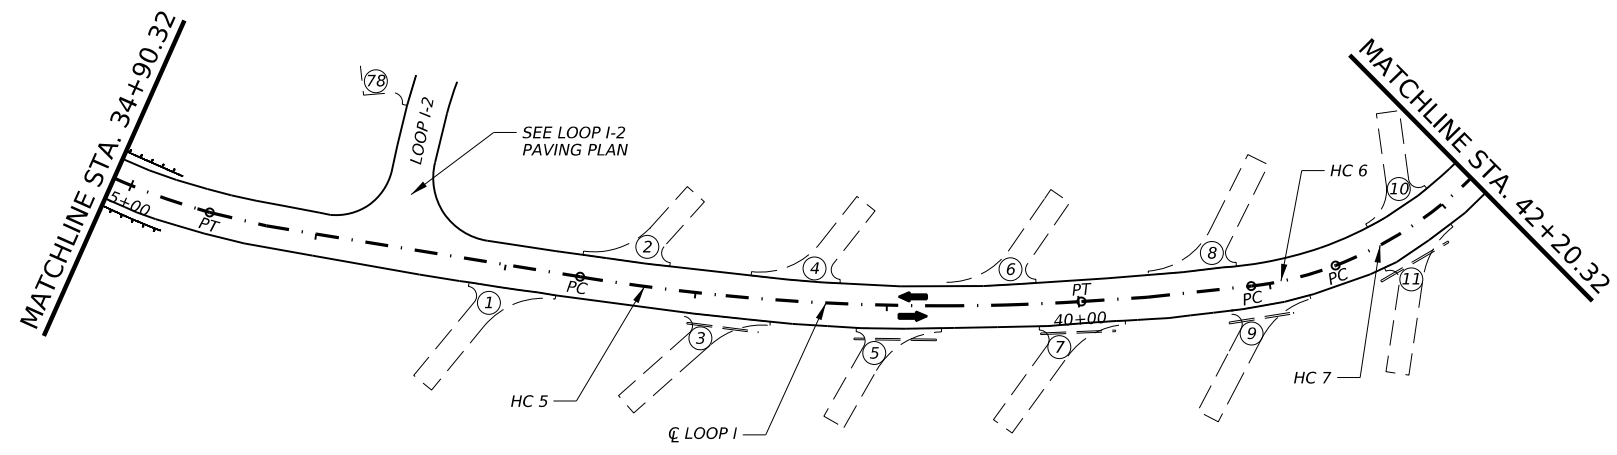 MATCHLINE STA. 34+90.32
78
LOOP I-2
SEE LOOP I-2
PAVING PLAN
MATCHLINE STA. 42+20.32
5+00
PT
PC
PT
40+00
PC
PC
HC 6
HC 5
HC 7
℄ LOOP I
1
2
3
4
5
6
7
8
9
10
11